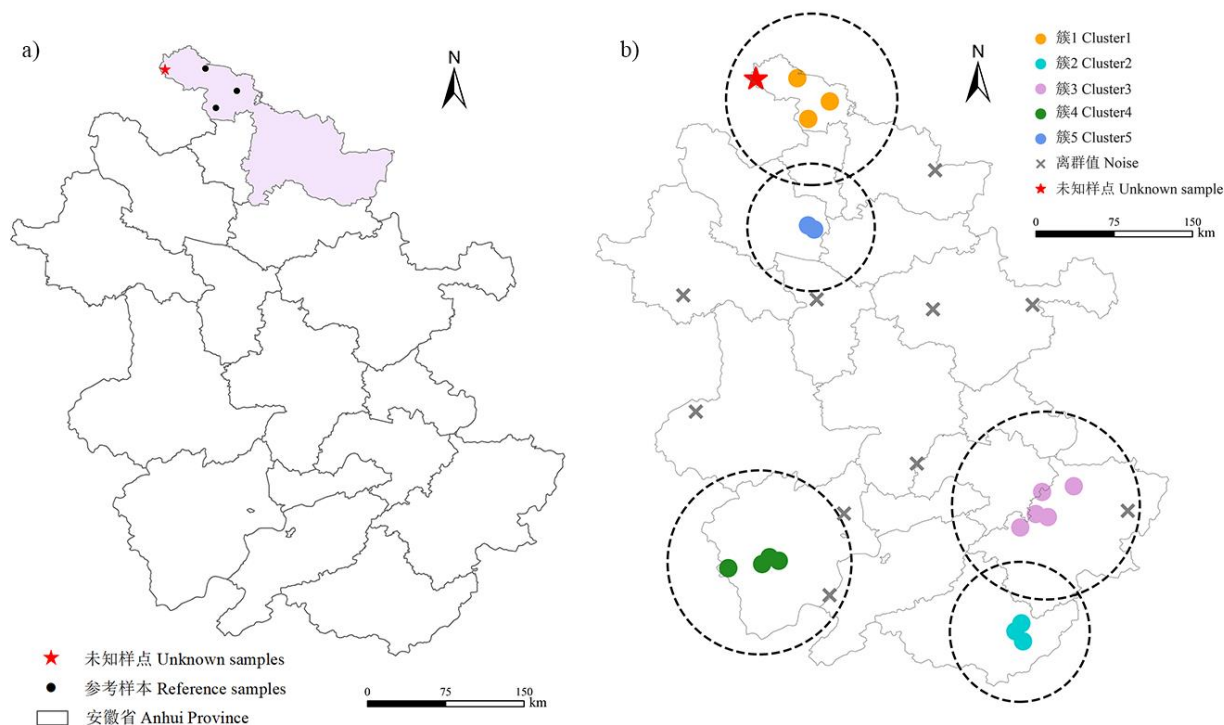 a)
N
未知样点 Unknown samples
参考样本 Reference samples
安徽省 Anhui Province
0 75 150
km
b)
N
簇1 Cluster1
簇2 Cluster2
簇3 Cluster3
簇4 Cluster4
簇5 Cluster5
离群值 Noise
未知样点 Unknown sample
0 75 150
km